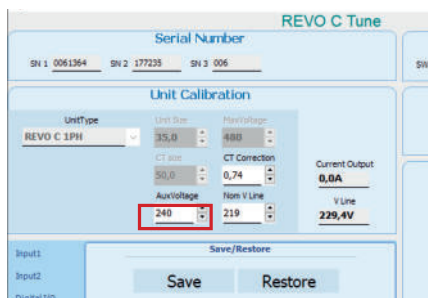 REVO C Tune
Serial Number
SN 1 0061364 SN 2 177235 SN 3 006
SW
Unit Calibration
UnitType Unit Size MaxVoltage
REVO C 1PH 35,0 480
CT size CT Correction
50,0 0,74
Current Output
0,0A
AuxVoltage Nom V Line
240 219
V Line
229,4V
Input1
Save/Restore
Input2
Save Restore